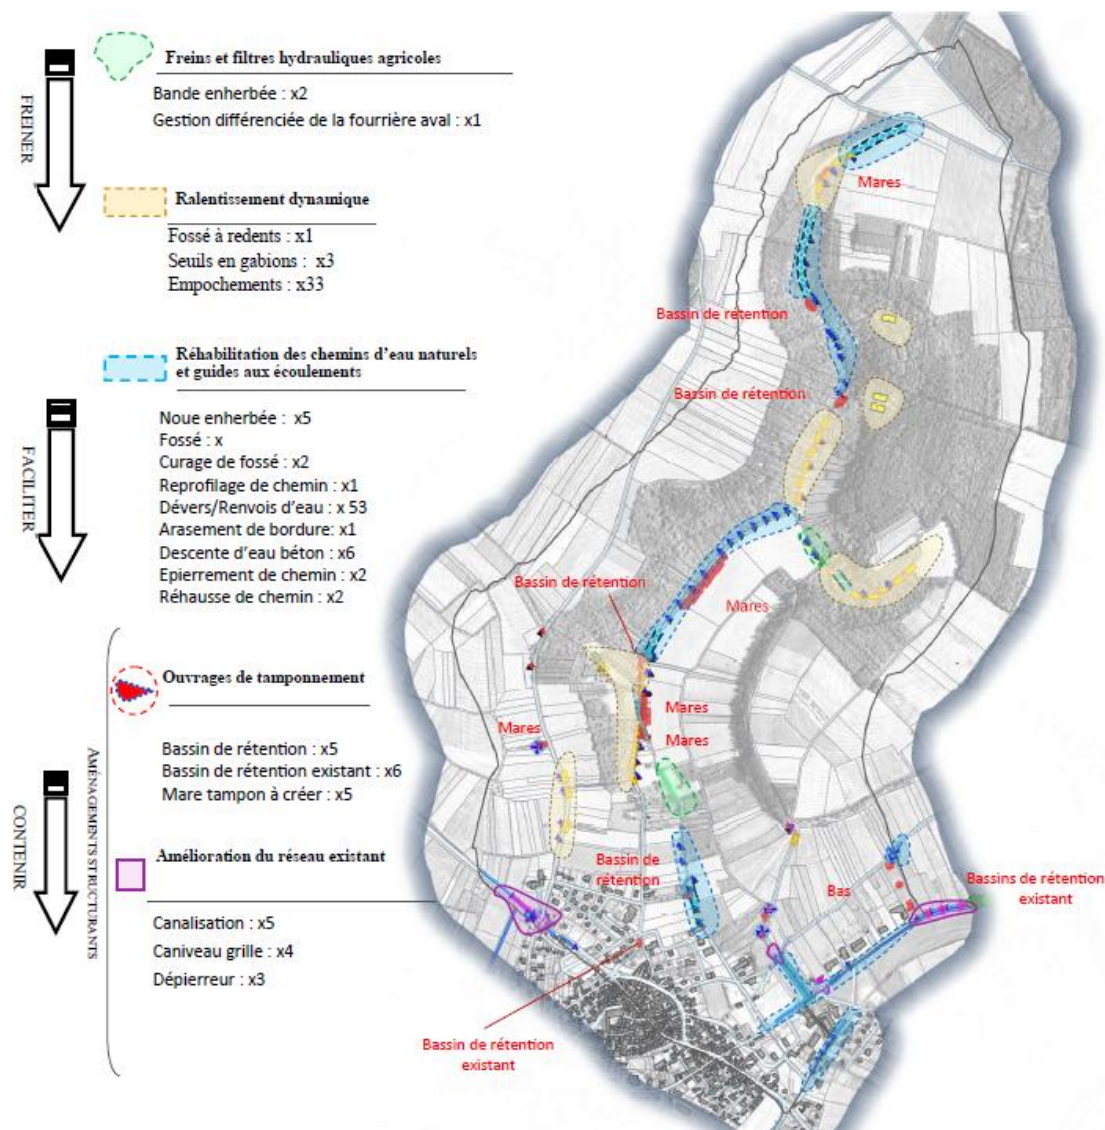 FREINER
Freins et filtres hydrauliques agricoles
Bande enherbée : x2
Gestion différenciée de la fourrière aval : x1
Ralentissement dynamique
Fossé à redents : x1
Seuils en gabions : x3
Empochements : x33
FACILITER
Réhabilitation des chemins d'eau naturels
et guides aux écoulements
Noue enherbée : x5
Fossé : x
Curage de fossé : x2
Reprofilage de chemin : x1
Dévers/Renvois d'eau : x 53
Arasement de bordure: x1
Descente d'eau béton : x6
Epierrement de chemin : x2
Réhausse de chemin : x2
CONTENIR
AMÉNAGEMENTS STRUCTURANTS
Ouvrages de tamponnement
Bassin de rétention : x5
Bassin de rétention existant : x6
Mare tampon à créer : x5
Amélioration du réseau existant
Canalisation : x5
Caniveau grille : x4
Dépierreur : x3
Mares
Bassin de rétention
Bassin de rétention
Bassin de rétention
Mares
Mares
Mares
Mares
Bassin de
rétention
Bas
Bassins de rétention
existant
Bassin de rétention
existant